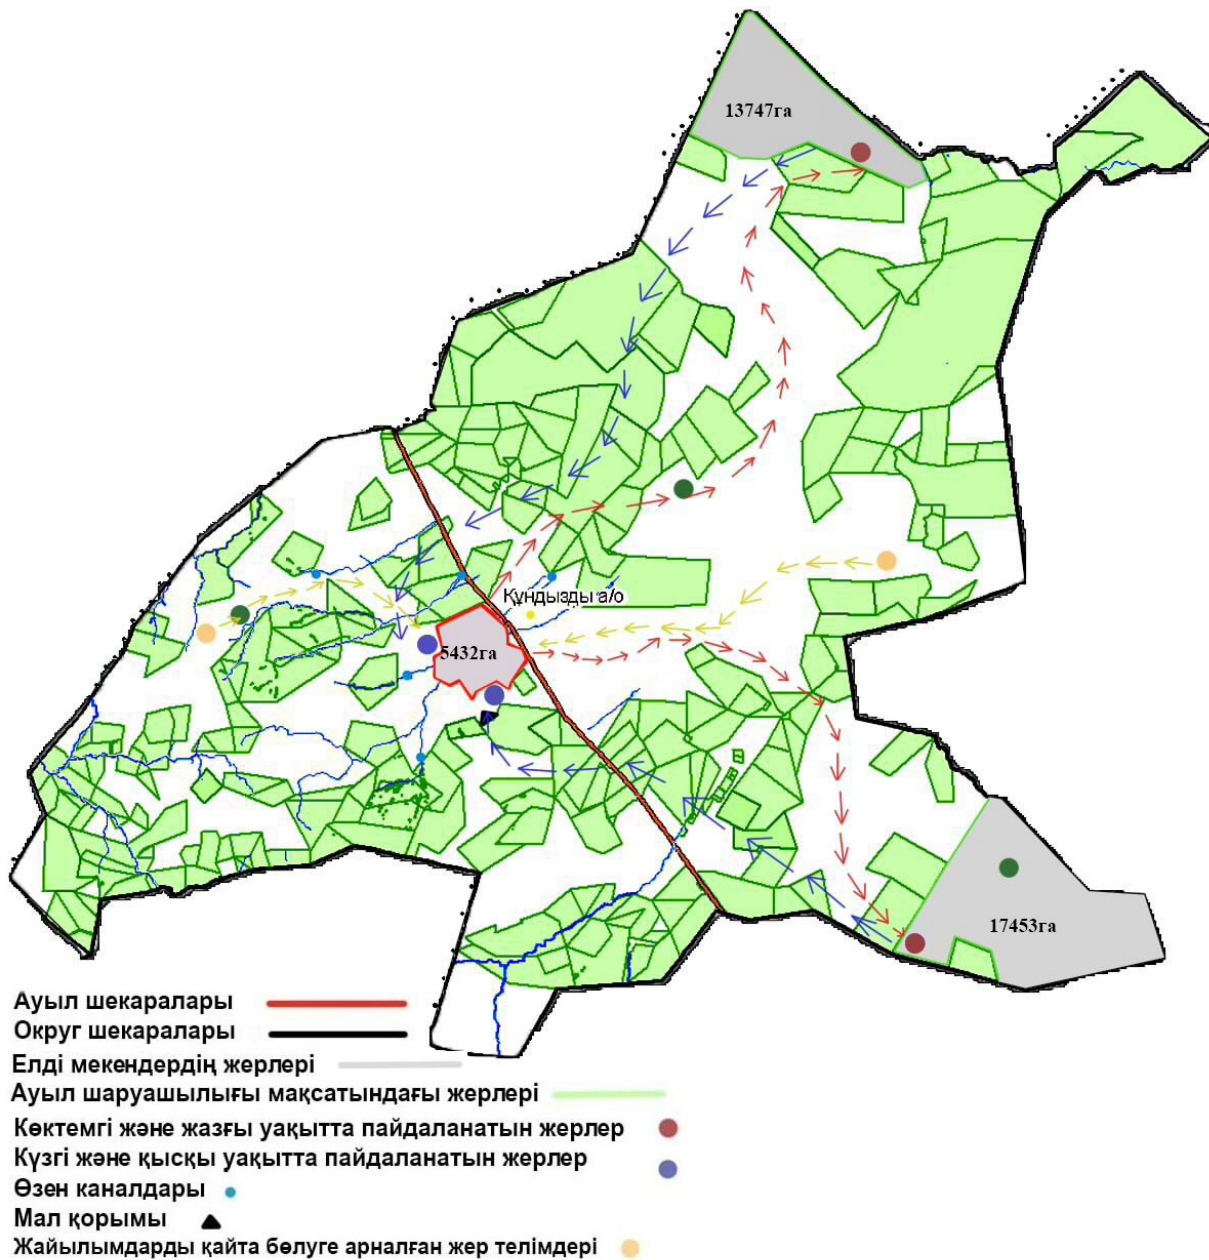 13747га
Құндызды а/о
5432га
17453га
Ауыл шекаралары
Округ шекаралары
Елді мекендердің жерлері
Ауыл шаруашылығы мақсатындағы жерлері
Көктемгі және жазғы уақытта пайдаланатын жерлер
Күзгі және қысқы уақытта пайдаланатын жерлер
Өзен каналдары
Мал қорымы
Жайылымдарды қайта бөлуге арналған жер телімдері